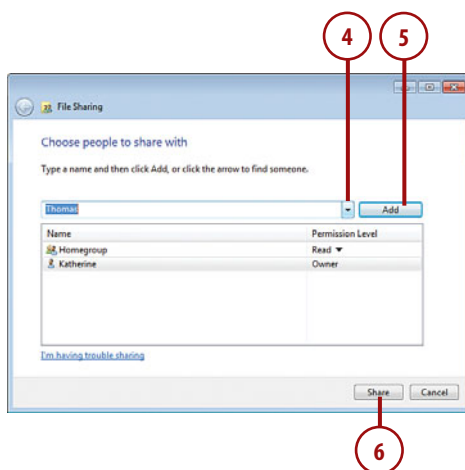 4 5
File Sharing
Choose people to share with
Type a name and then click Add, or click the arrow to find someone.
Thomas Add
Name Permission Level
Homegroup Read
Katherine Owner
I'm having trouble sharing
Share Cancel
6